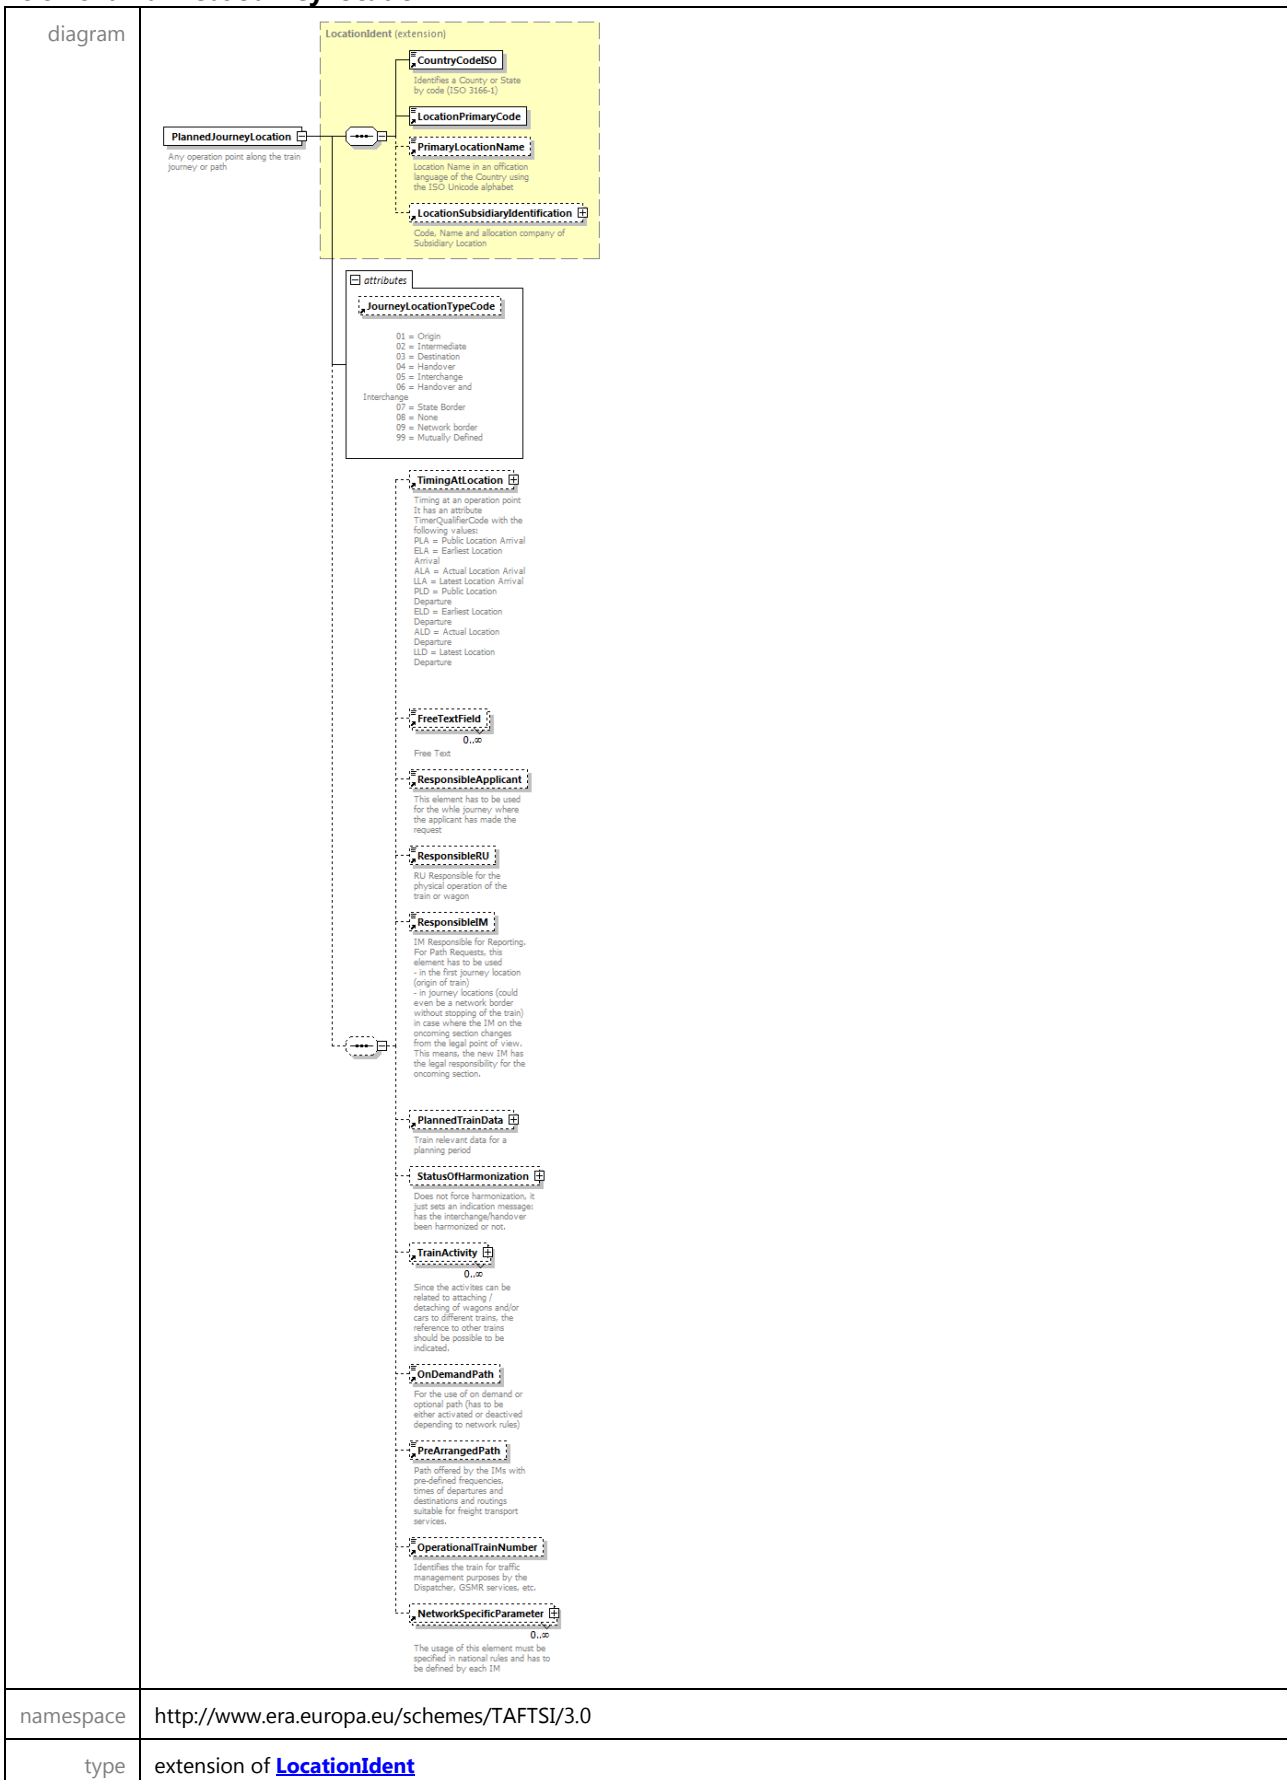 diagram
LocationIdent (extension)
CountryCodeISO
Identifies a County or State
by code (ISO 3166-1)
LocationPrimaryCode
PlannedJourneyLocation
Any operation point along the train
journey or path
PrimaryLocationName
Location Name in an offication
language of the Country using
the ISO Unicode alphabet
LocationSubsidiaryIdentification
Code, Name and allocation company of
Subsidiary Location
attributes
JourneyLocationTypeCode
01 = Origin
02 = Intermediate
03 = Destination
04 = Handover
05 = Interchange
06 = Handover and
Interchange
07 = State Border
08 = None
09 = Network border
99 = Mutually Defined
TimingAtLocation
Timing at an operation point
It has an attribute
TimerQualifierCode with the
following values:
PLA = Public Location Arrival
ELA = Earliest Location
Arrival
ALA = Actual Location Arival
LLA = Latest Location Arrival
PLD = Public Location
Departure
ELD = Earliest Location
Departure
ALD = Actual Location
Departure
LLD = Latest Location
Departure
FreeTextField
0..∞
Free Text
ResponsibleApplicant
This element has to be used
for the whle journey where
the applicant has made the
request
ResponsibleRU
RU Responsible for the
physical operation of the
train or wagon
ResponsibleIM
IM Responsible for Reporting.
For Path Requests, this
element has to be used
- in the first journey location
(origin of train)
- in journey locations (could
even be a network border
without stopping of the train)
in case where the IM on the
oncoming section changes
from the legal point of view.
This means, the new IM has
the legal responsibility for the
oncoming section.
PlannedTrainData
Train relevant data for a
planning period
StatusOfHarmonization
Does not force harmonization, it
just sets an indication message:
has the interchange/handover
been harmonized or not.
TrainActivity
0..∞
Since the activites can be
related to attaching /
detaching of wagons and/or
cars to different trains, the
reference to other trains
should be possible to be
indicated.
OnDemandPath
For the use of on demand or
optional path (has to be
either activated or deactived
depending to network rules)
PreArrangedPath
Path offered by the IMs with
pre-defined frequencies,
times of departures and
destinations and routings
suitable for freight transport
services.
OperationalTrainNumber
Identifies the train for traffic
management purposes by the
Dispatcher, GSMR services, etc.
NetworkSpecificParameter
0..∞
The usage of this element must be
specified in national rules and has to
be defined by each IM
namespace http://www.era.europa.eu/schemes/TAFTSI/3.0
type extension of LocationIdent